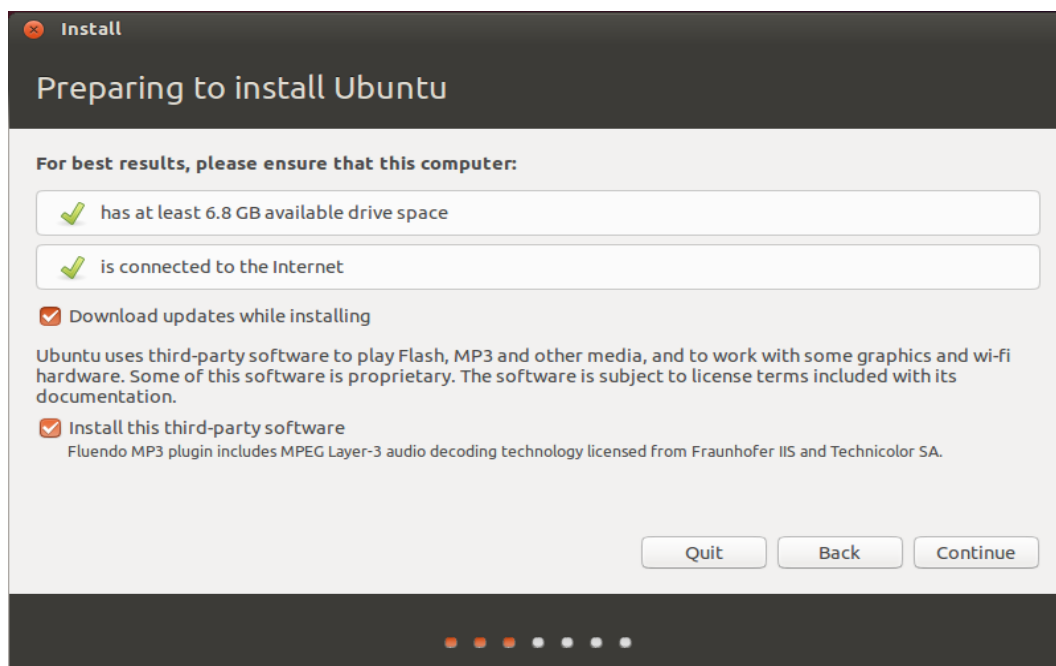 Install
Preparing to install Ubuntu
For best results, please ensure that this computer:
has at least 6.8 GB available drive space
is connected to the Internet
Download updates while installing
Ubuntu uses third-party software to play Flash, MP3 and other media, and to work with some graphics and wi-fi
hardware. Some of this software is proprietary. The software is subject to license terms included with its
documentation.
Install this third-party software
Fluendo MP3 plugin includes MPEG Layer-3 audio decoding technology licensed from Fraunhofer IIS and Technicolor SA.
Quit Back Continue